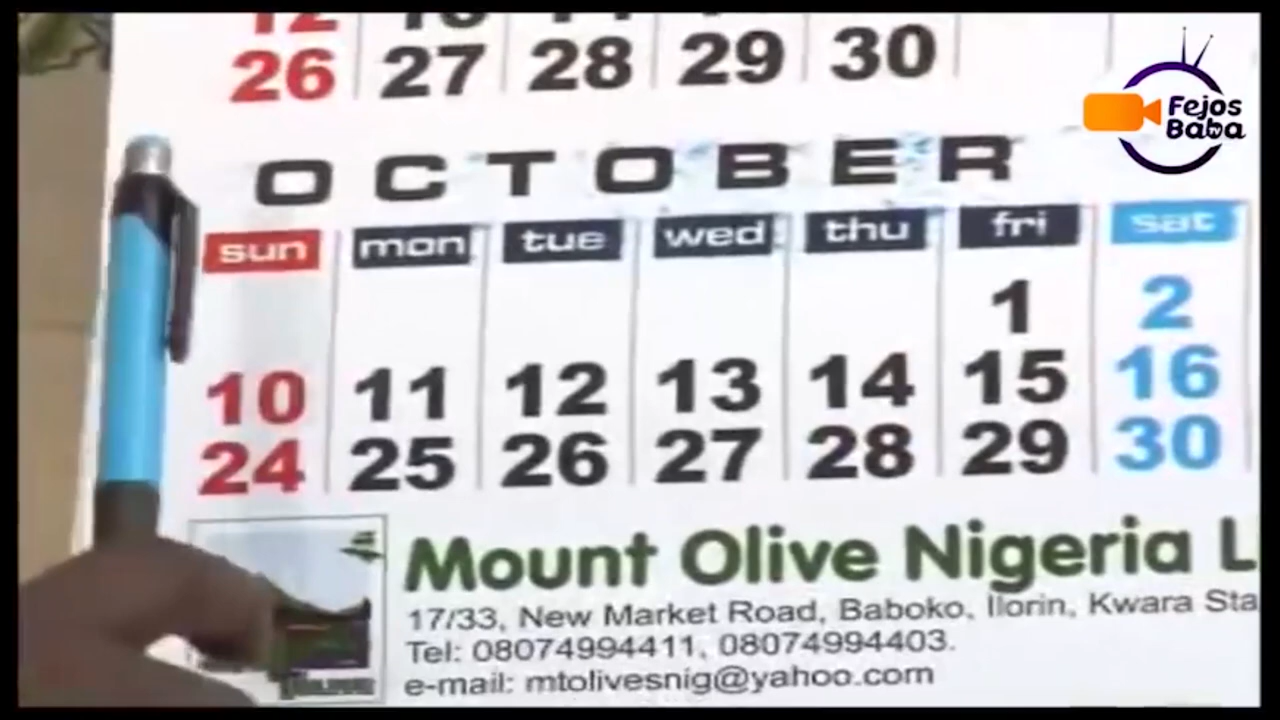 26 27 28 29 30
Fejos
Baba
TV
OCTOBER
sun mon tue wed thu fri sat
1 2
10 11 12 13 14 15 16
24 25 26 27 28 29 30
Mount Olive Nigeria L
17/33, New Market Road, Baboko, Ilorin, Kwara Sta
Tel: 08074994411, 08074994403.
e-mail: mtolivesnig@yahoo.com